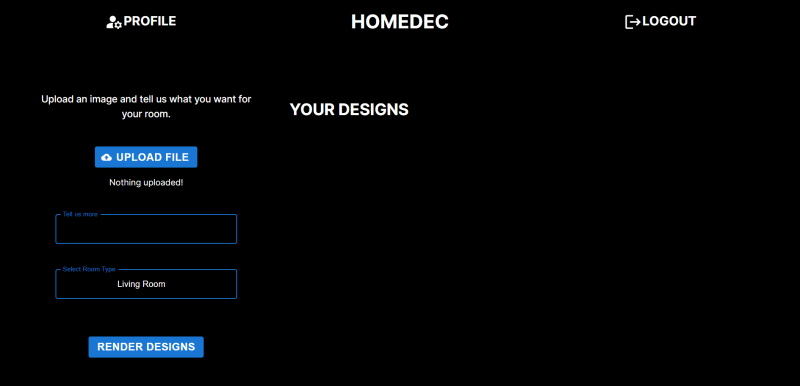 PROFILE
HOMEDEC
LOGOUT
Upload an image and tell us what you want for
your room.
UPLOAD FILE
Nothing uploaded!
Tell us more
Select Room Type
Living Room
RENDER DESIGNS
YOUR DESIGNS